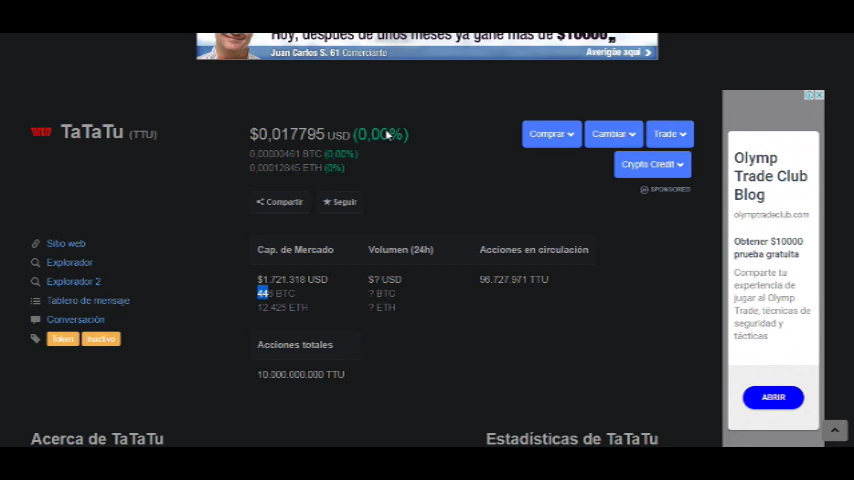 Hoy, después de unos meses ya gané más de $10000„
Juan Carlos S. 61 Comerciante
Averigüe aquí
TaTaTu (TTU)
$0,017795 USD (0,00%)
0,00000461 BTC (0,00%)
0,00012845 ETH (0%)
Comprar
Cambiar
Trade
Crypto Credit
SPONSORED
Compartir
Seguir
Sitio web
Explorador
Explorador 2
Tablero de mensaje
Conversación
Token
Inactivo
Cap. de Mercado
Volumen (24h)
Acciones en circulación
$1.721.318 USD
$? USD
96.727.971 TTU
446 BTC
? BTC
12.425 ETH
? ETH
Acciones totales
10.000.000.000 TTU
Acerca de TaTaTu
Estadísticas de TaTaTu
Olymp
Trade Club
Blog
olymptradeclub.com
Obtener $10000
prueba gratuita
Comparte tu
experiencia de
jugar al Olymp
Trade, técnicas de
seguridad y
tácticas
ABRIR